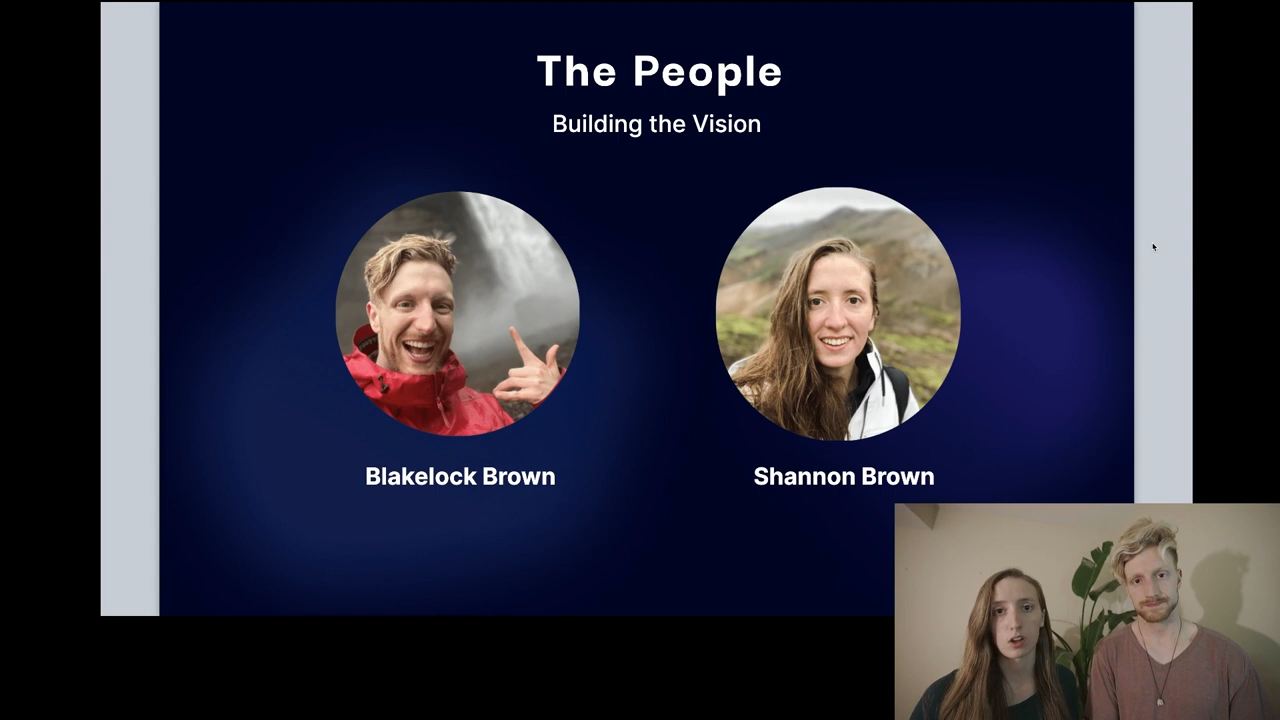 The People
Building the Vision
Blakelock Brown
Shannon Brown